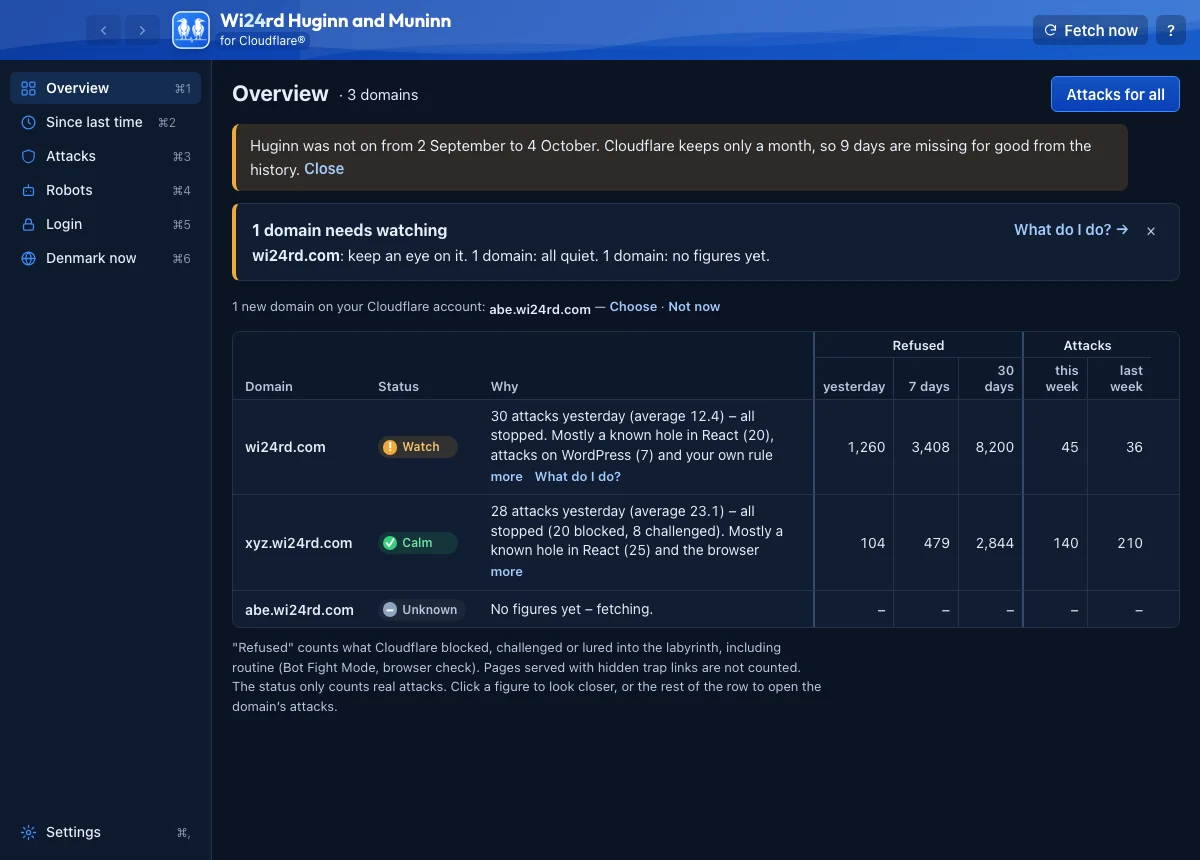 Wi24rd Huginn and Muninn
for Cloudflare®
Fetch now
?
Overview ⌘1
Since last time ⌘2
Attacks ⌘3
Robots ⌘4
Login ⌘5
Denmark now ⌘6
Settings ⌘,
Overview · 3 domains
Attacks for all
Huginn was not on from 2 September to 4 October. Cloudflare keeps only a month, so 9 days are missing for good from the
history. Close
1 domain needs watching
What do I do? → ×
wi24rd.com: keep an eye on it. 1 domain: all quiet. 1 domain: no figures yet.
1 new domain on your Cloudflare account: abe.wi24rd.com — Choose · Not now
Refused Attacks
Domain Status Why yesterday 7 days 30 days this week last week
wi24rd.com
Watch
30 attacks yesterday (average 12.4) – all
stopped. Mostly a known hole in React (20),
attacks on WordPress (7) and your own rule
more What do I do?
1,260 3,408 8,200 45 36
xyz.wi24rd.com
Calm
28 attacks yesterday (average 23.1) – all
stopped (20 blocked, 8 challenged). Mostly a
known hole in React (25) and the browser
more
104 479 2,844 140 210
abe.wi24rd.com Unknown No figures yet – fetching. – – – – –
"Refused" counts what Cloudflare blocked, challenged or lured into the labyrinth, including
routine (Bot Fight Mode, browser check). Pages served with hidden trap links are not counted.
The status only counts real attacks. Click a figure to look closer, or the rest of the row to open the
domain's attacks.